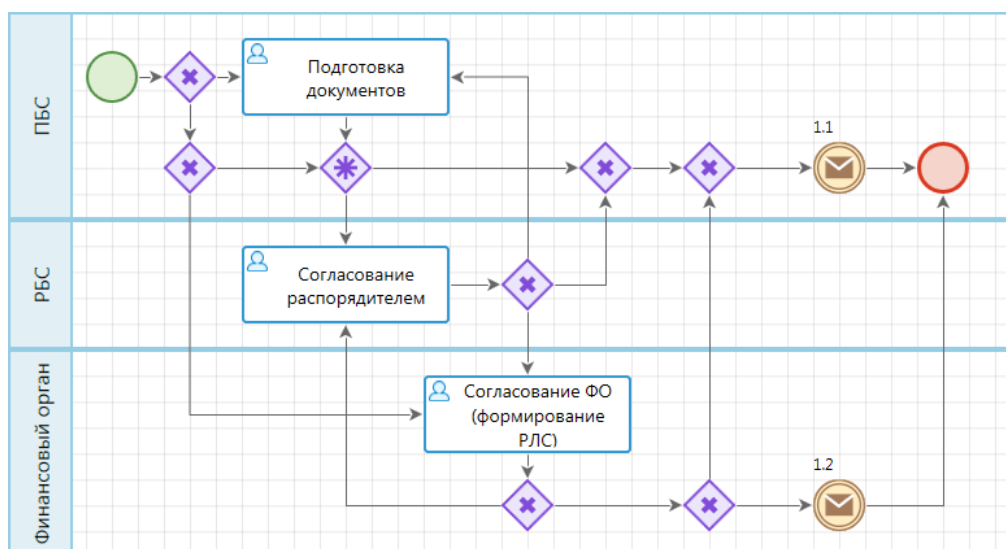 ПБС
Подготовка
документов
1.1
РБС
Согласование
распорядителем
Финансовый орган
Согласование ФО
(формирование
РЛС)
1.2